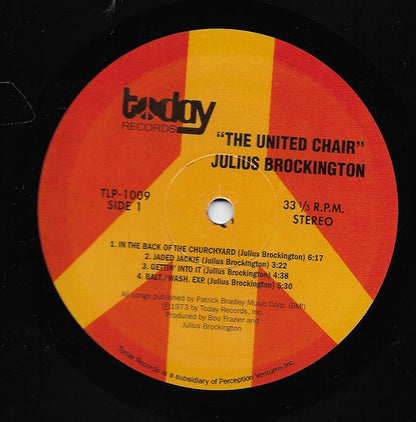 today
RECORDS
"THE UNITED CHAIR"
JULIUS BROCKINGTON
TLP-1009
SIDE 1
33 1/3 R.P.M.
STEREO
1. IN THE BACK OF THE CHURCHYARD (Julius Brockington) 6:17
2. JADED JACKIE (Julius Brockington) 3:22
3. GETTIN' INTO IT (Julius Brockington) 4:38
4. BALT./WASH. EXP. (Julius Brockington) 5:30
All songs published by Patrick Bradley Music Corp. (BMI)
℗ 1973 by Today Records, Inc.
Produced by Boo Frazier and
Julius Brockington
Today Records is a subsidiary of Perception Ventures Inc.